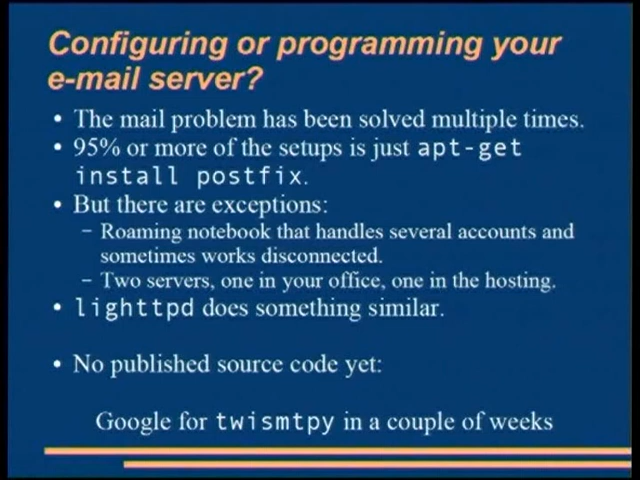 Configuring or programming your
e-mail server?
• The mail problem has been solved multiple times.
• 95% or more of the setups is just apt-get
install postfix.
• But there are exceptions:
– Roaming notebook that handles several accounts and
sometimes works disconnected.
– Two servers, one in your office, one in the hosting.
• lighttpd does something similar.
• No published source code yet:
Google for twismtpy in a couple of weeks